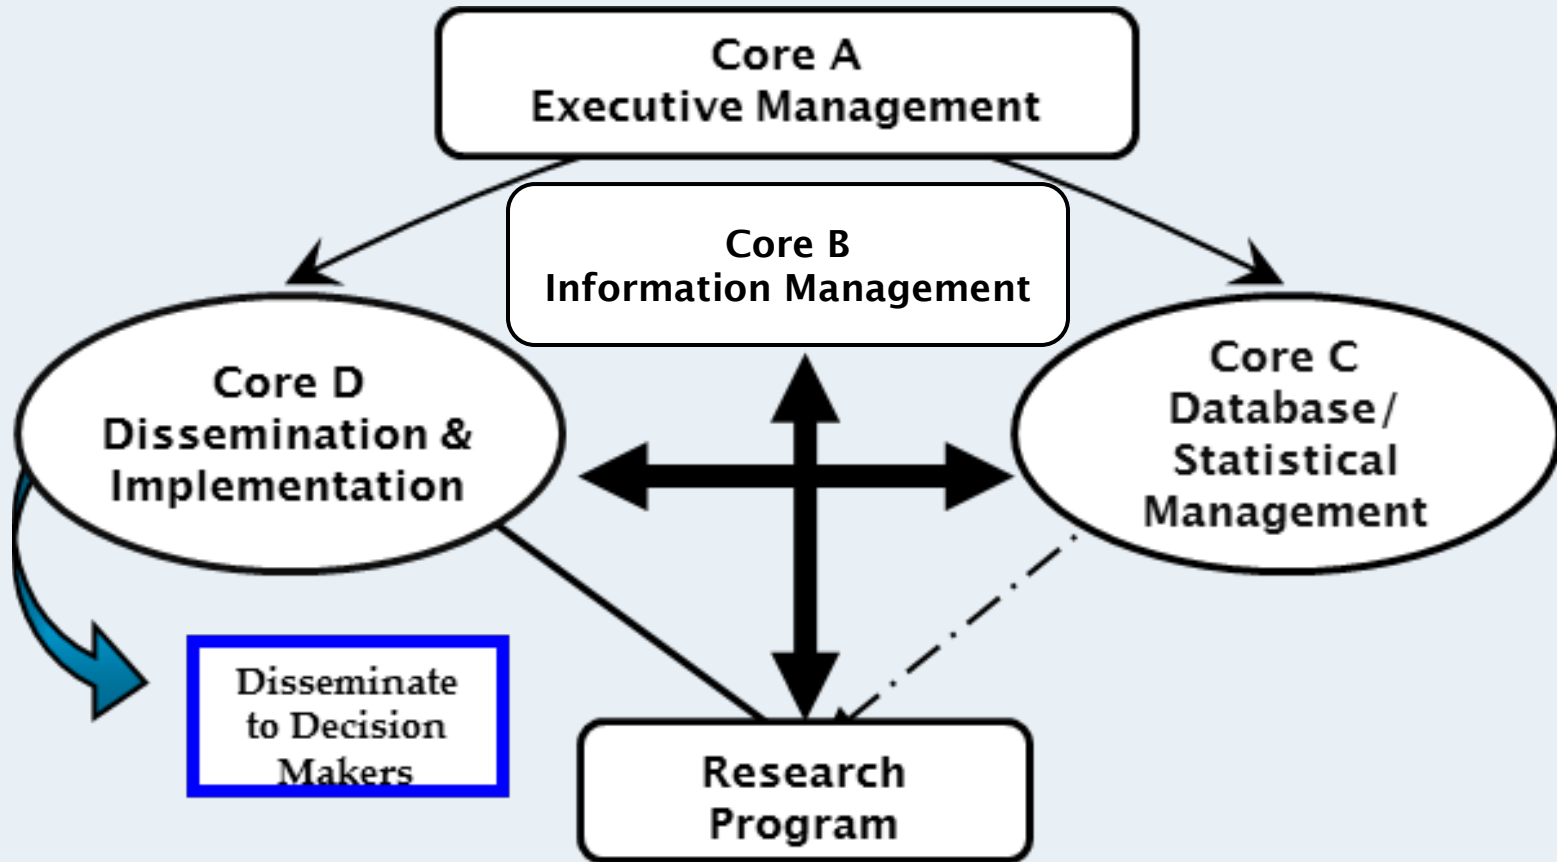 Core A
Executive Management
Core B
Information Management
Core D
Dissemination &
Implementation
Core C
Database/
Statistical
Management
Disseminate
to Decision
Makers
Research
Program